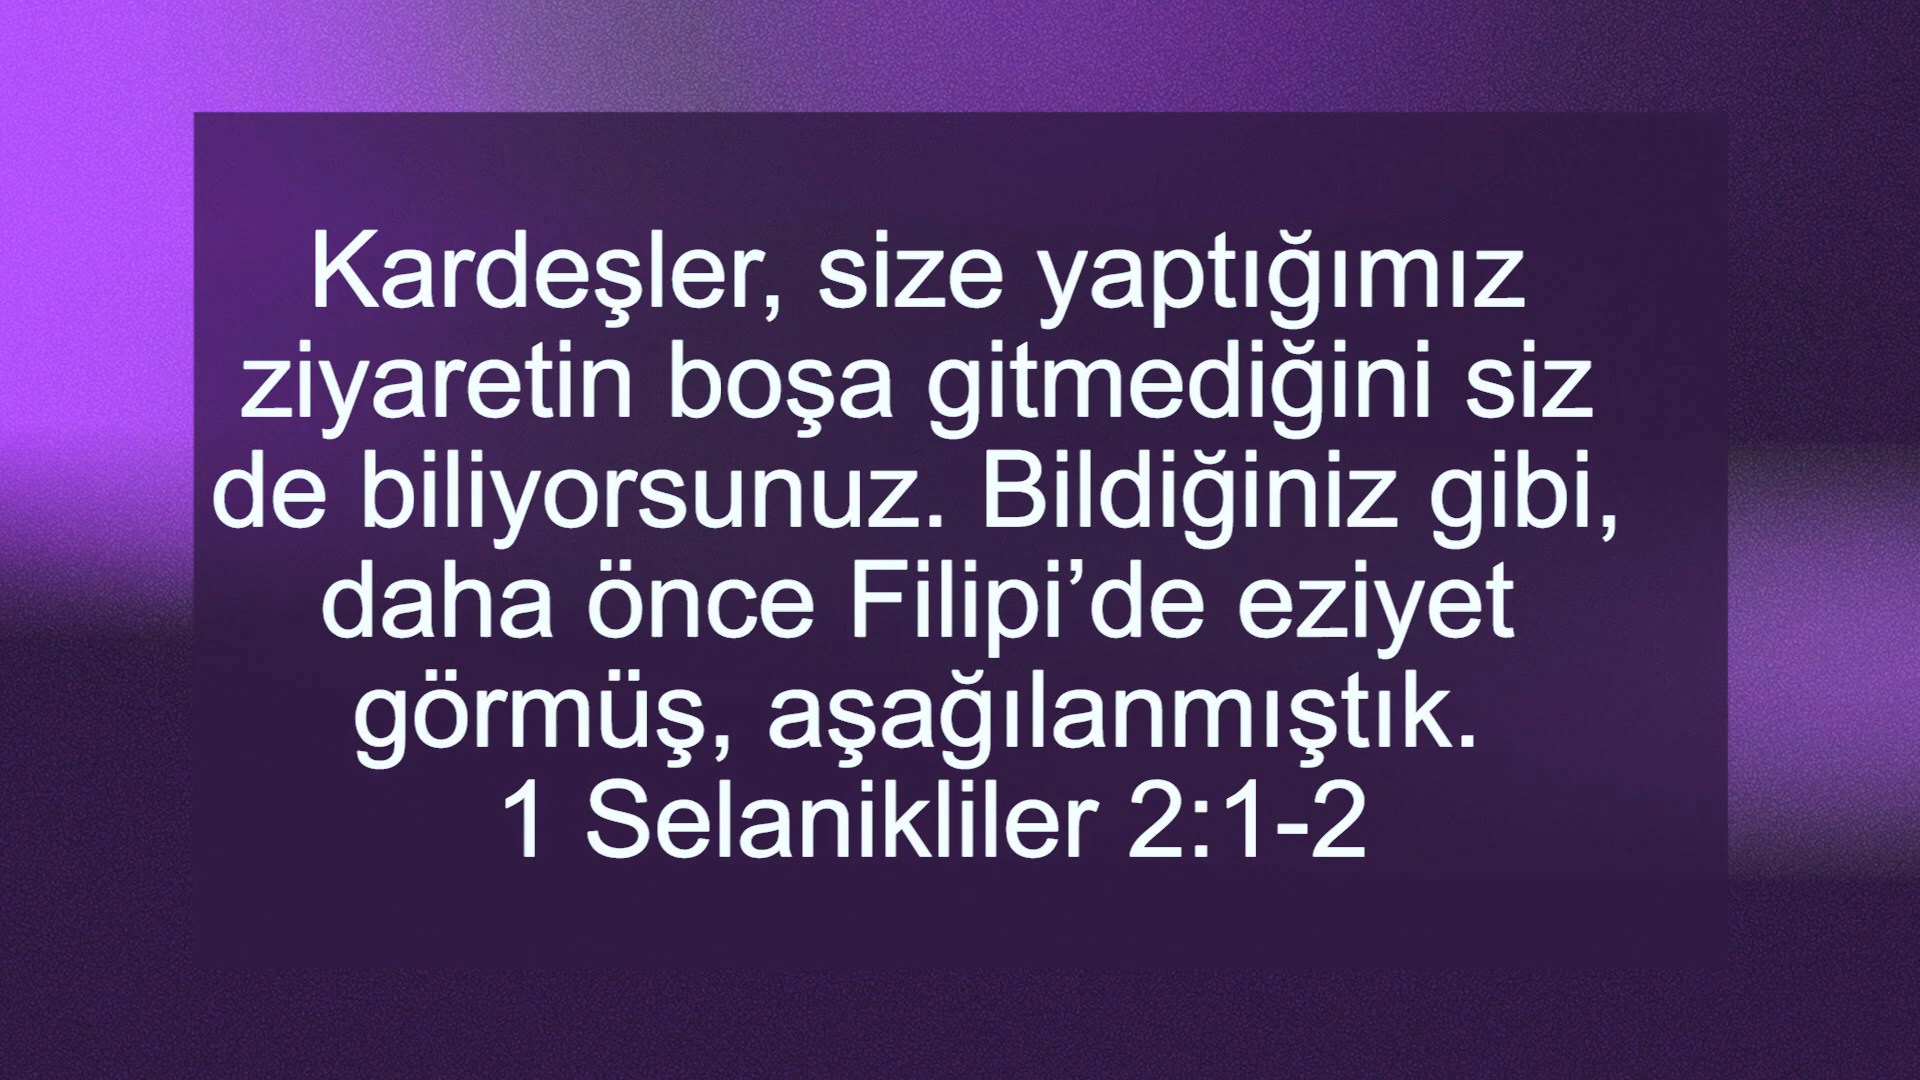 Kardeşler, size yaptığımız
ziyaretin boşa gitmediğini siz
de biliyorsunuz. Bildiğiniz gibi,
daha önce Filipi’de eziyet
görmüş, aşağılanmıştık.
1 Selanikliler 2:1-2